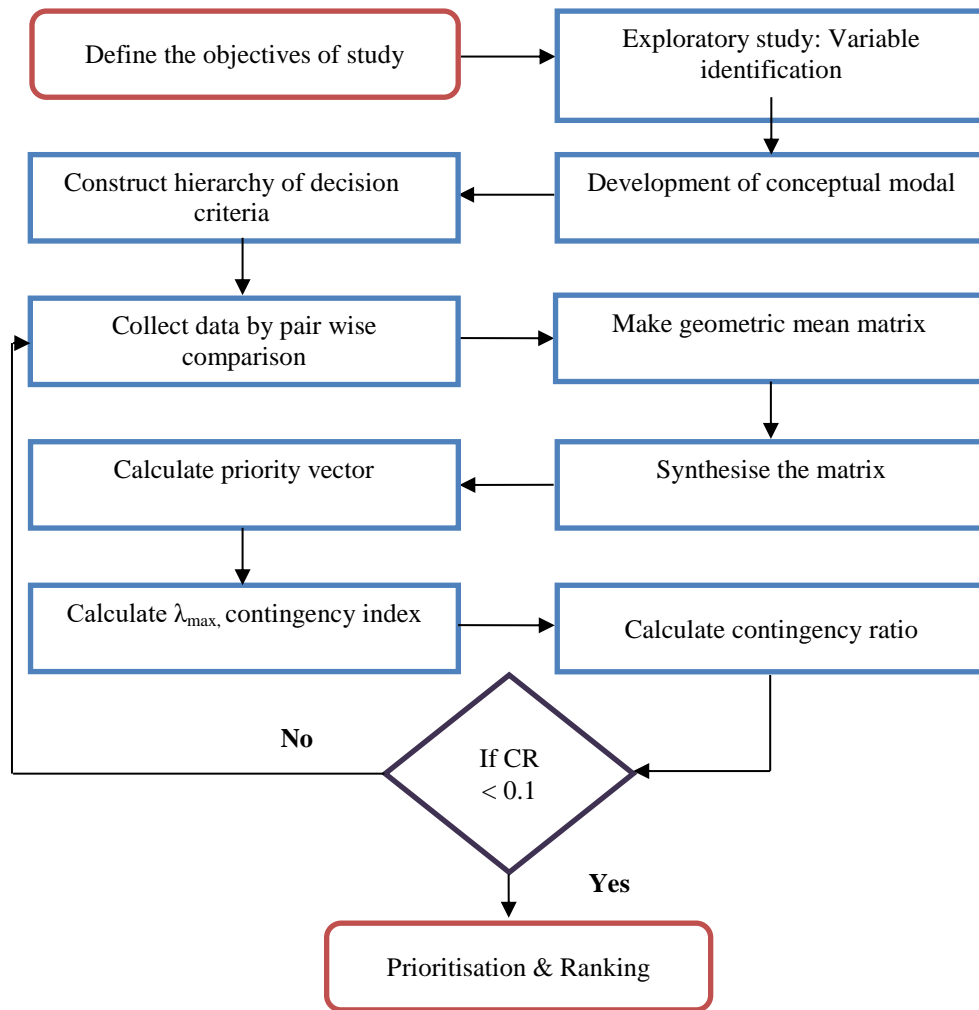 Define the objectives of study
Exploratory study: Variable
identification
Development of conceptual modal
Construct hierarchy of decision
criteria
Collect data by pair wise
comparison
Make geometric mean matrix
Synthesise the matrix
Calculate priority vector
Calculate λmax, contingency index
Calculate contingency ratio
If CR
< 0.1
No
Yes
Prioritisation & Ranking